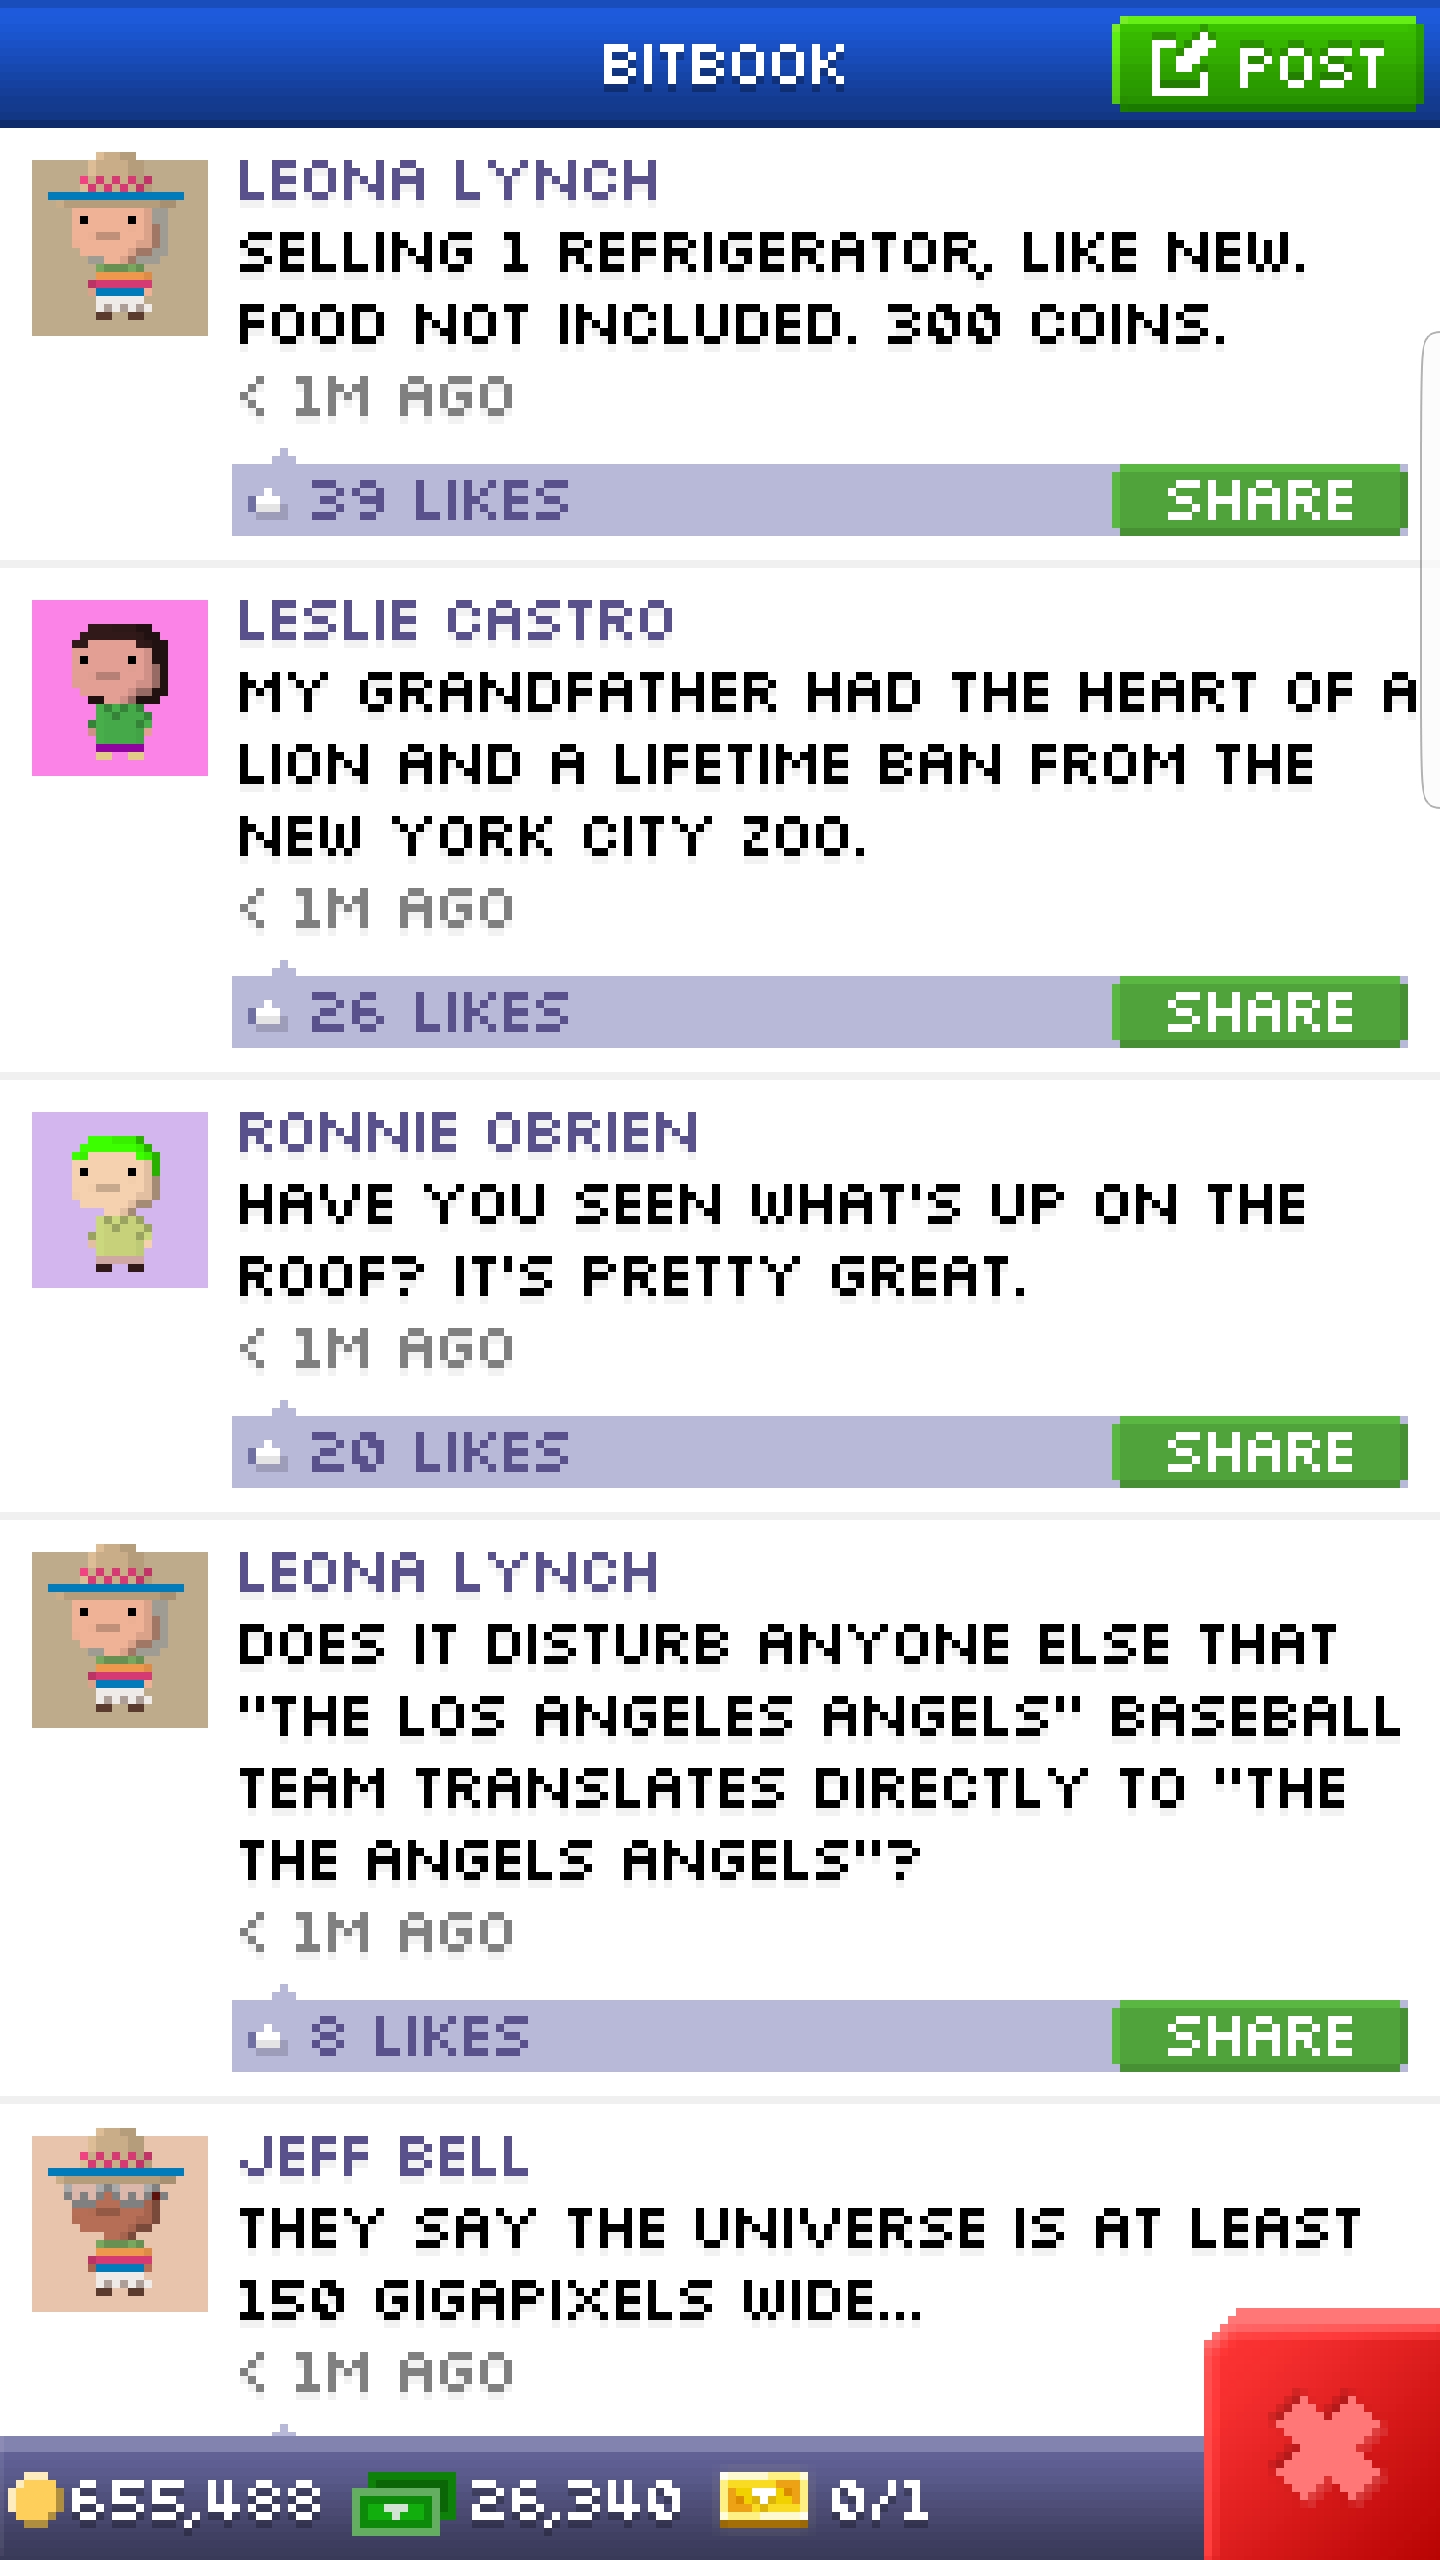 BITBOOK
POST
LEONA LYNCH
SELLING 1 REFRIGERATOR, LIKE NEW.
FOOD NOT INCLUDED. 300 COINS.
< 1M AGO
39 LIKES
SHARE
LESLIE CASTRO
MY GRANDFATHER HAD THE HEART OF A
LION AND A LIFETIME BAN FROM THE
NEW YORK CITY ZOO.
< 1M AGO
26 LIKES
SHARE
RONNIE OBRIEN
HAVE YOU SEEN WHAT'S UP ON THE
ROOF? IT'S PRETTY GREAT.
< 1M AGO
20 LIKES
SHARE
LEONA LYNCH
DOES IT DISTURB ANYONE ELSE THAT
"THE LOS ANGELES ANGELS" BASEBALL
TEAM TRANSLATES DIRECTLY TO "THE
THE ANGELS ANGELS"?
< 1M AGO
8 LIKES
SHARE
JEFF BELL
THEY SAY THE UNIVERSE IS AT LEAST
150 GIGAPIXELS WIDE...
< 1M AGO
655,488
26,340
0/1